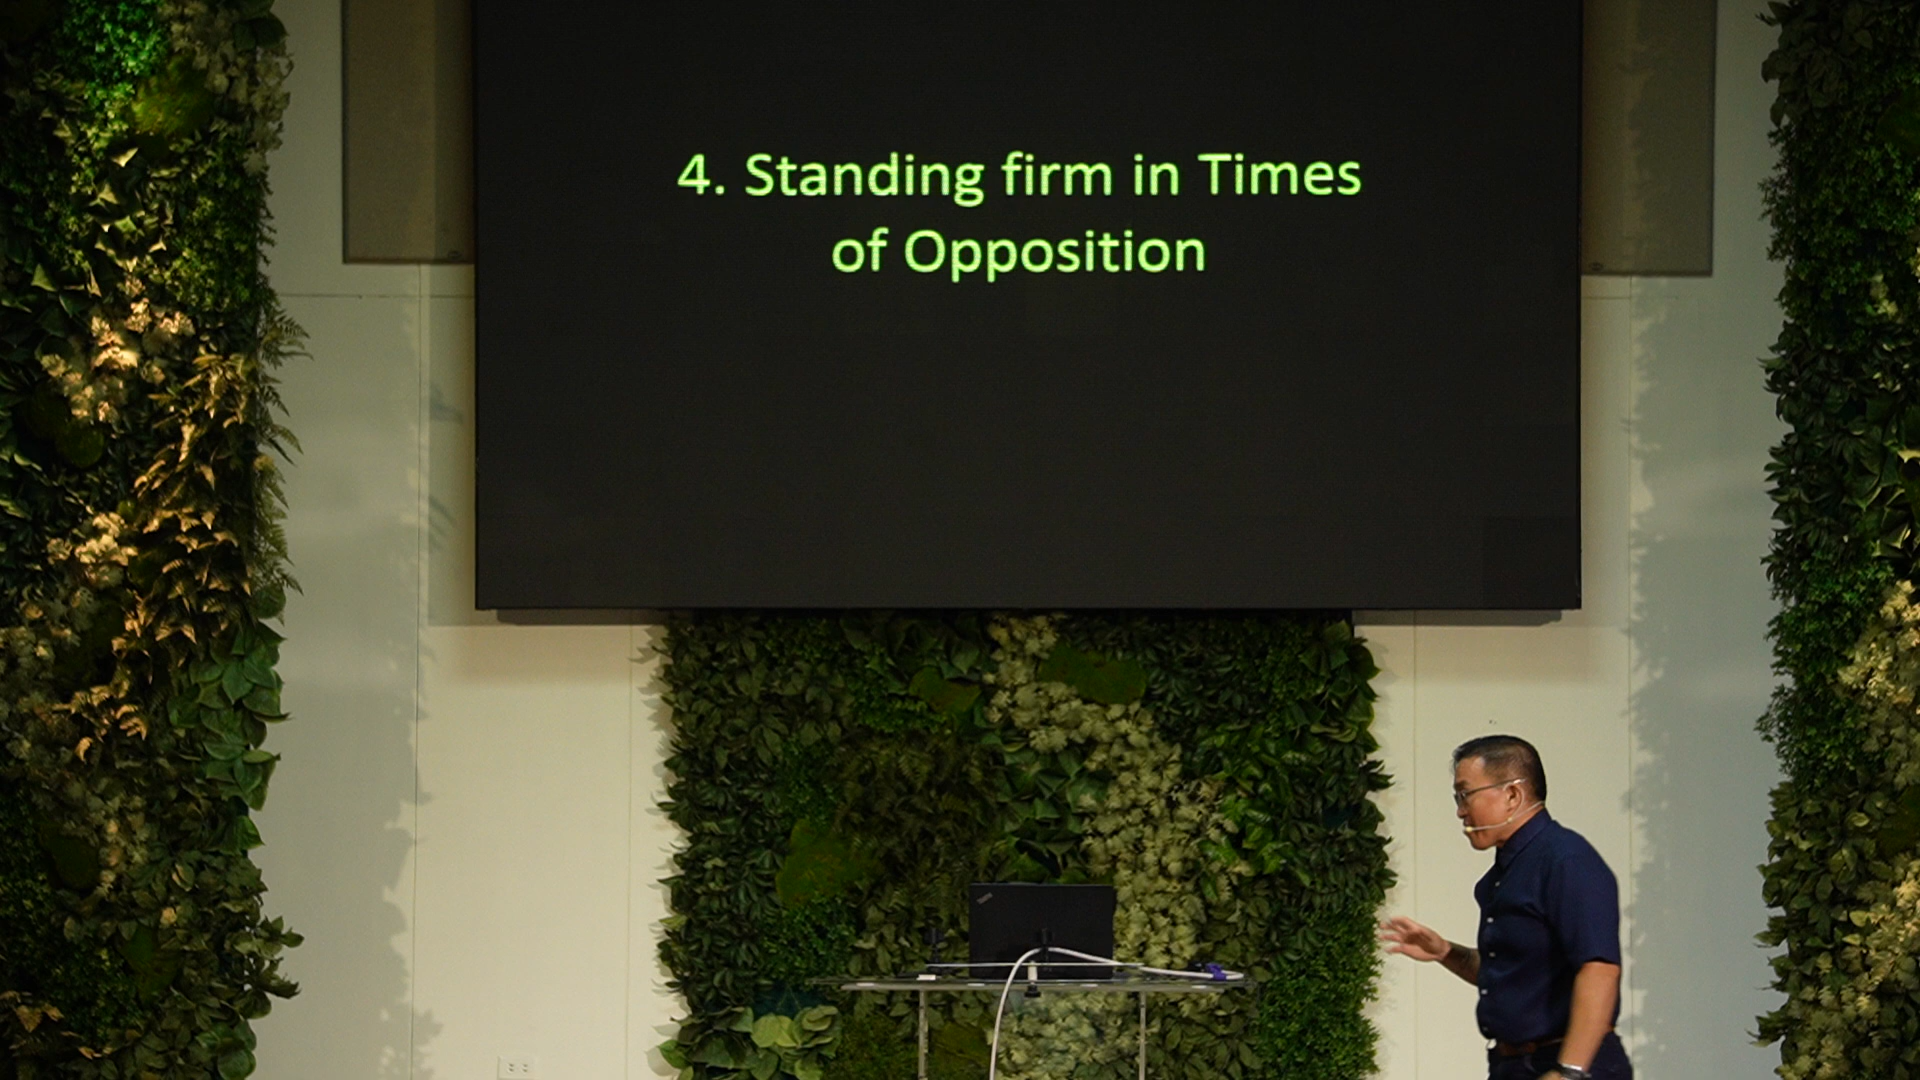 4. Standing firm in Times
of Opposition